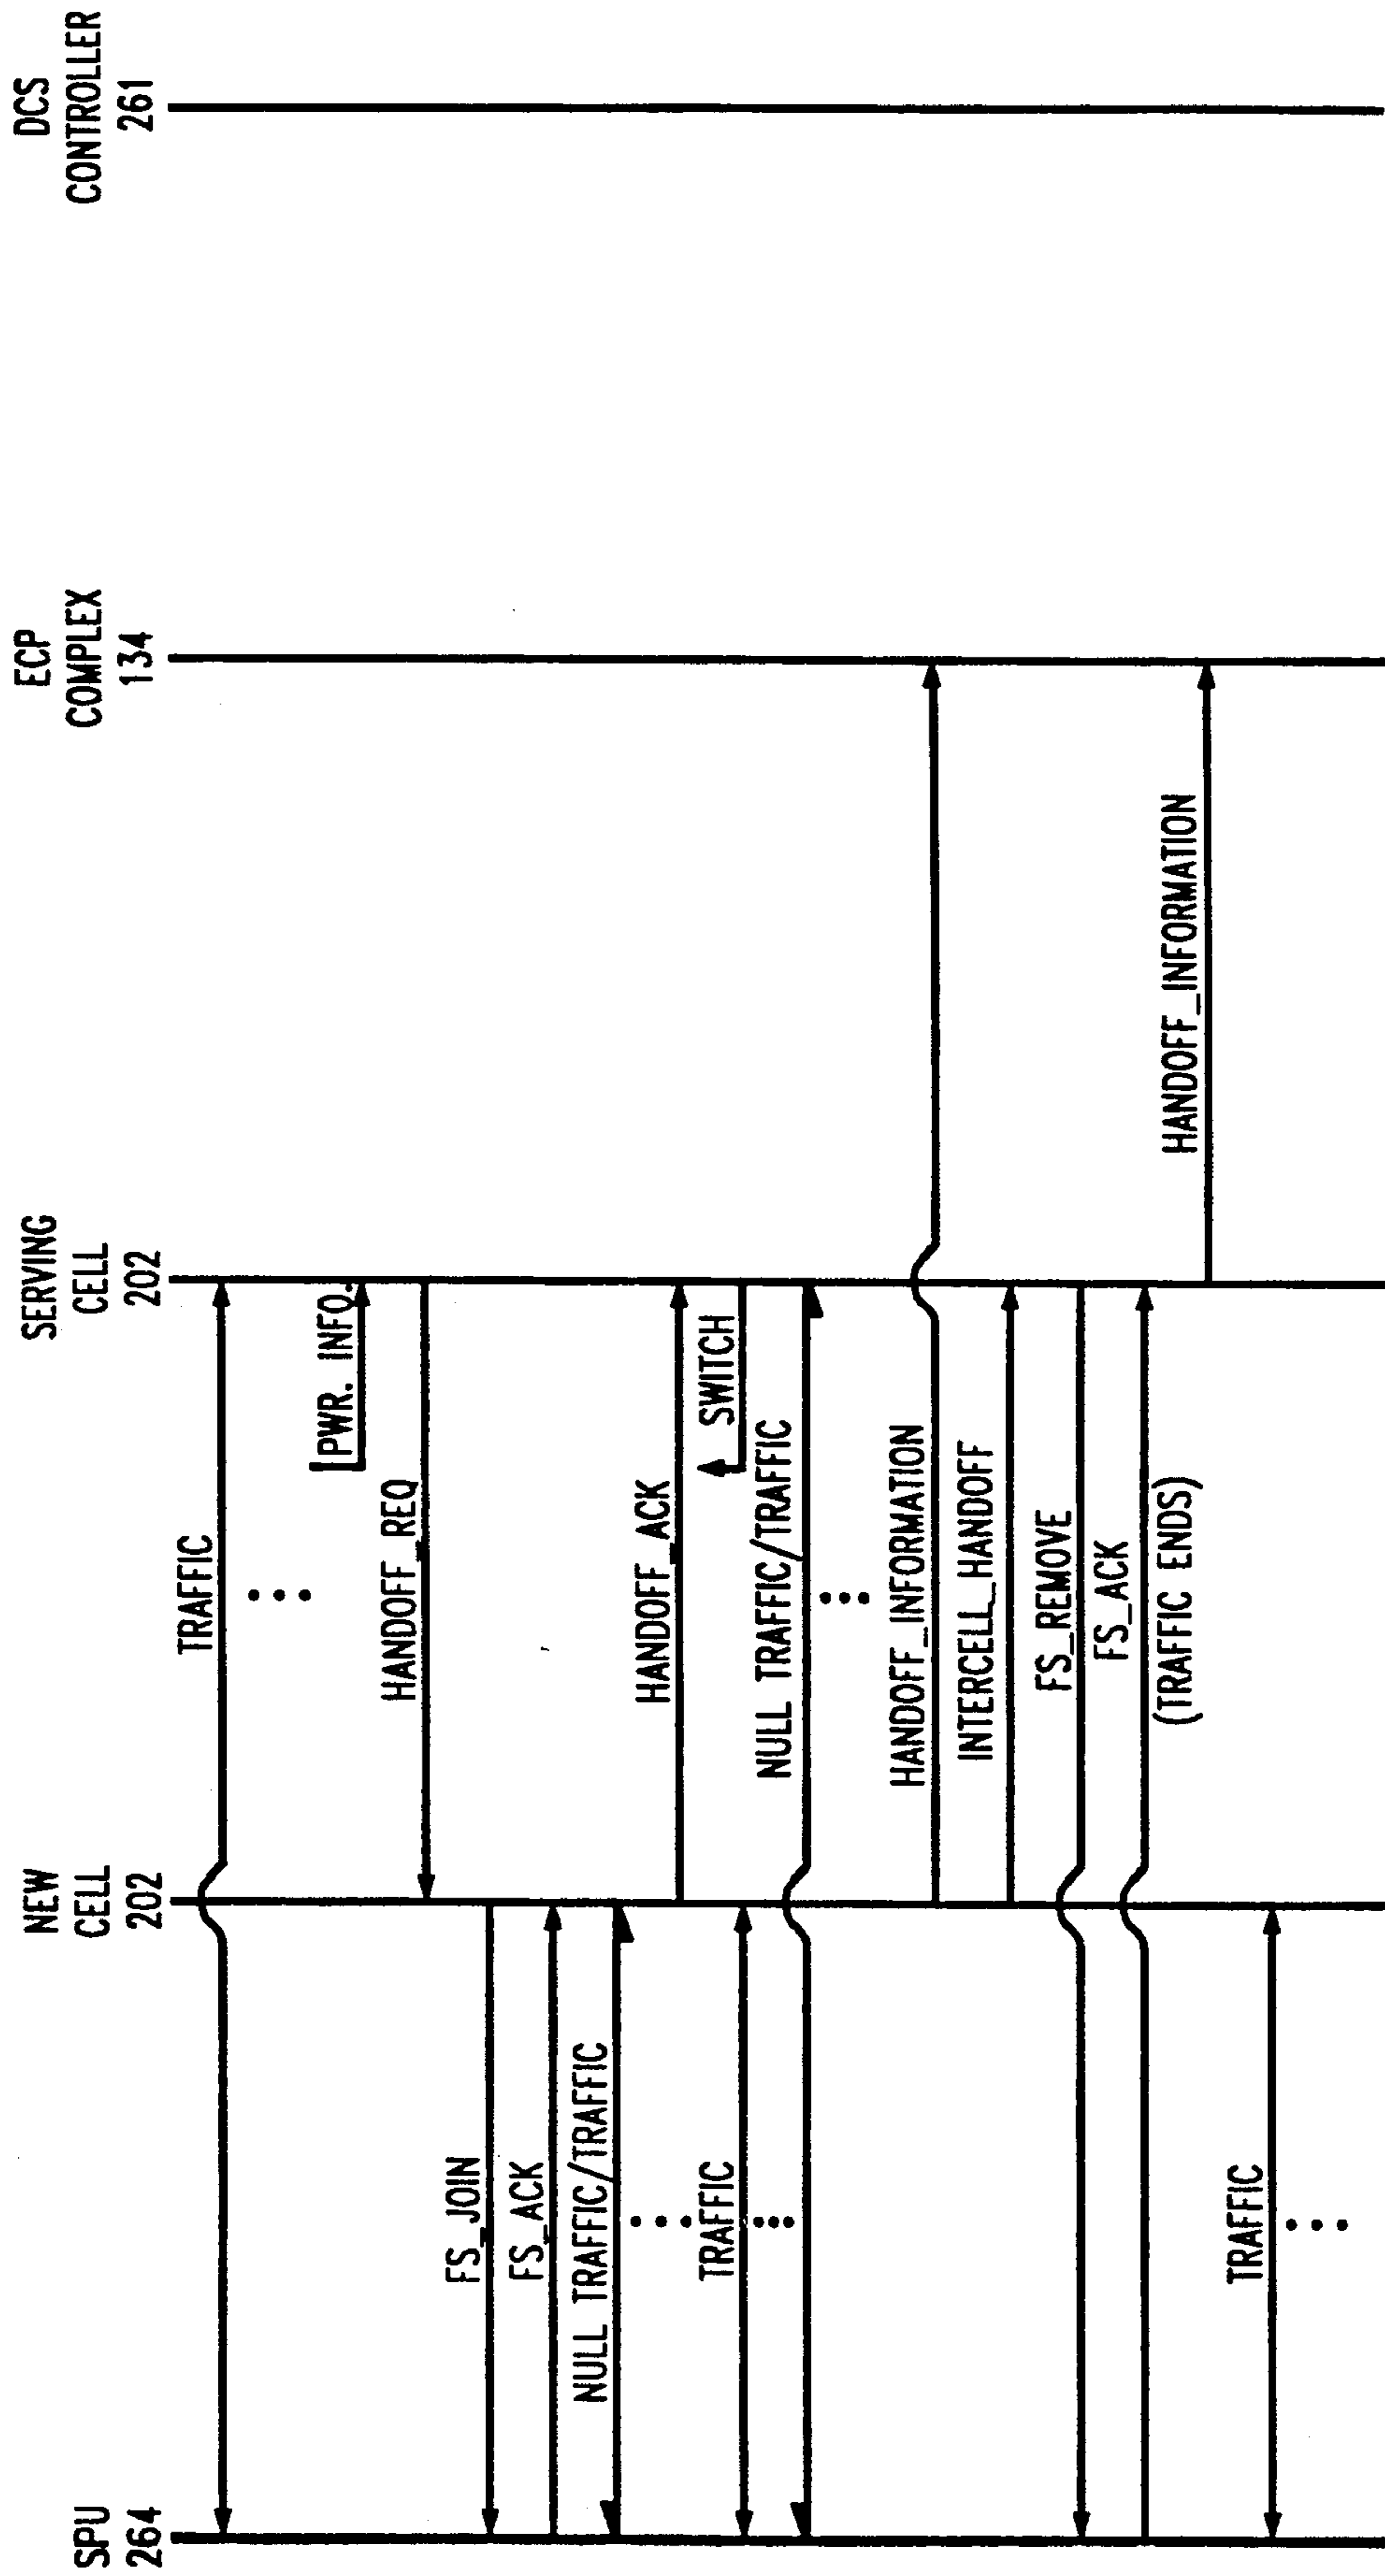 SPU
264
NEW
CELL
202
SERVING
CELL
202
ECP
COMPLEX
134
DCS
CONTROLLER
261
TRAFFIC
PWR. INFO.
HANDOFF_REQ
FS_JOIN
FS_ACK
NULL TRAFFIC/TRAFFIC
HANDOFF_ACK
TRAFFIC
SWITCH
NULL TRAFFIC/TRAFFIC
HANDOFF_INFORMATION
INTERCELL_HANDOFF
FS_REMOVE
FS_ACK
(TRAFFIC ENDS)
HANDOFF_INFORMATION
TRAFFIC